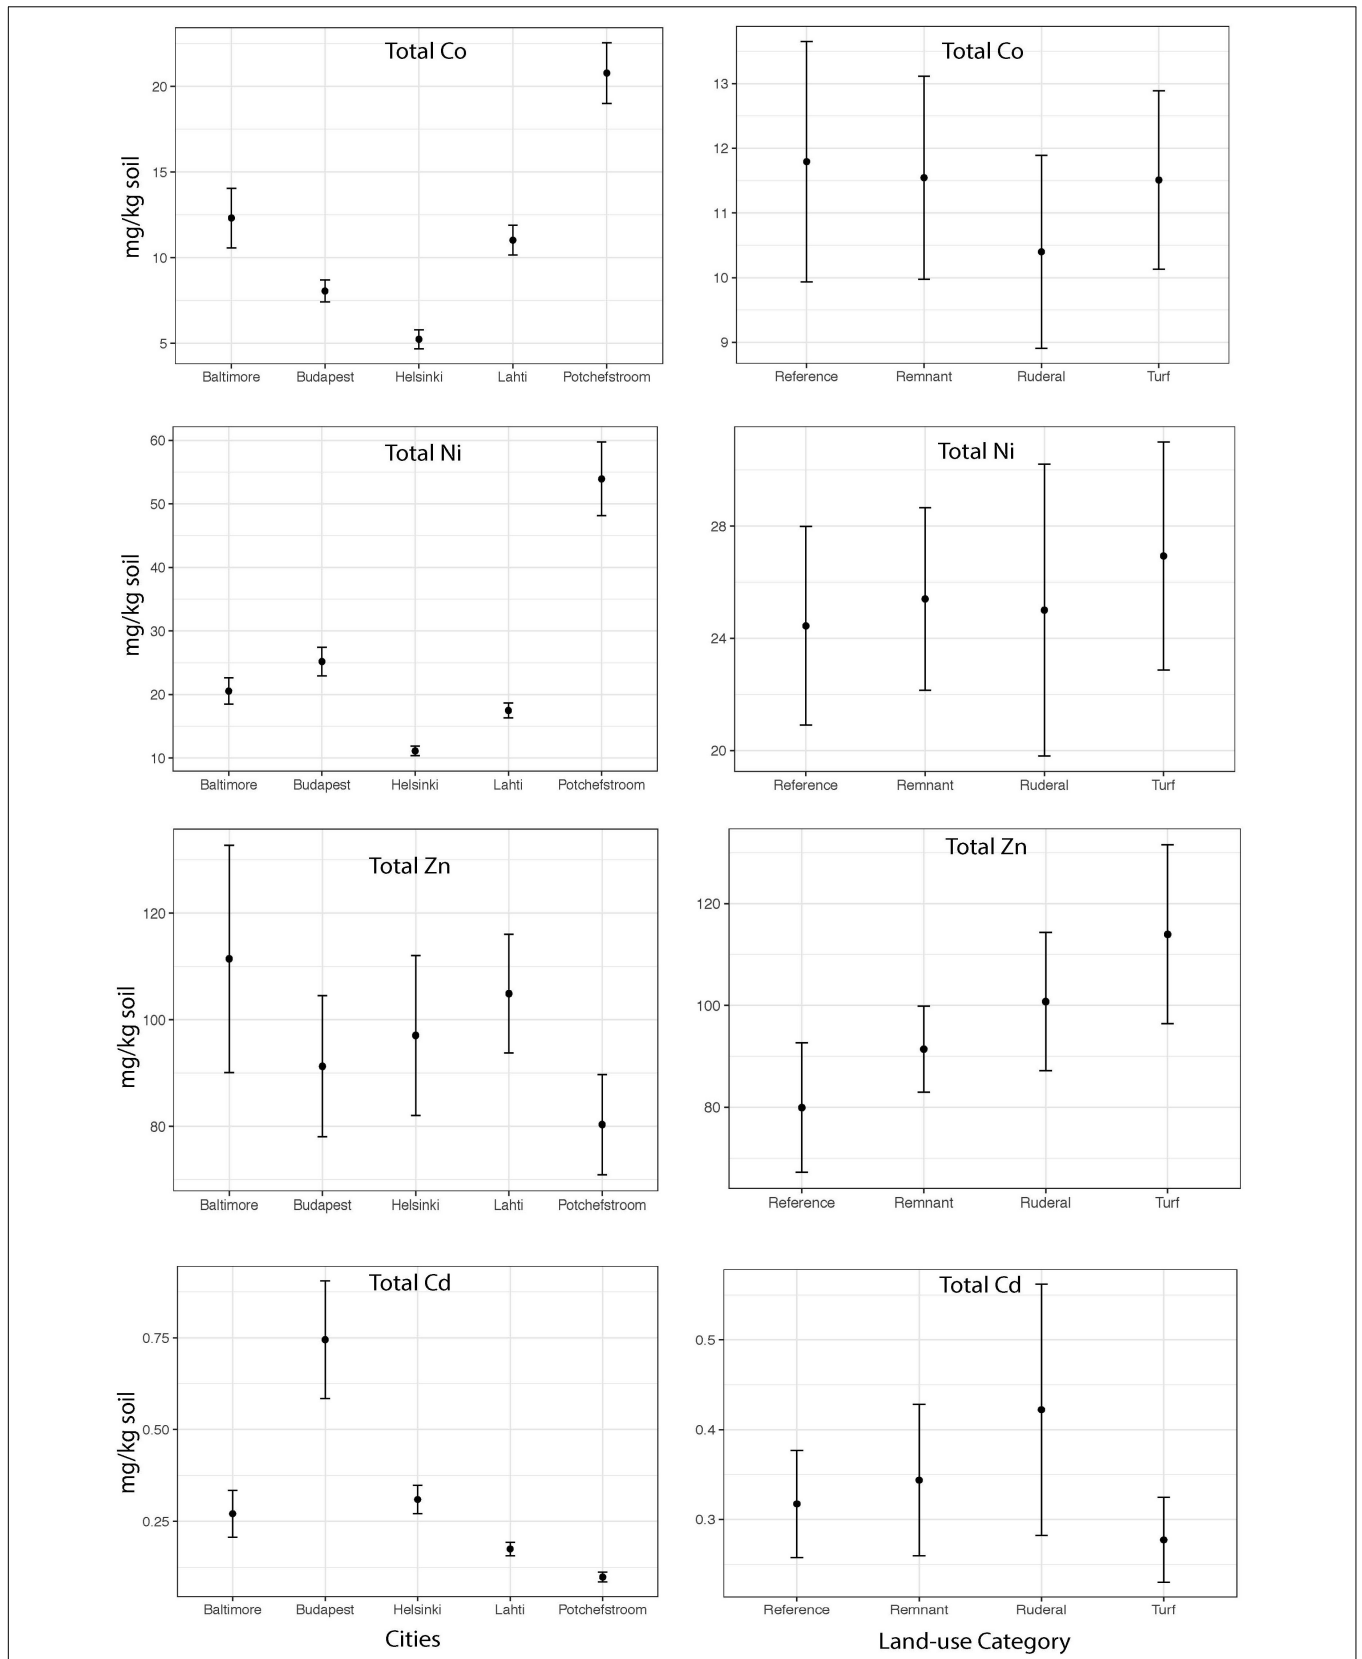 Total Co
Total Co
mg/kg soil
20
15
10
5
Baltimore Budapest Helsinki Lahti Potchefstroom
13
12
11
10
9
Reference Remnant Ruderal Turf
Total Ni
Total Ni
mg/kg soil
60
50
40
30
20
10
Baltimore Budapest Helsinki Lahti Potchefstroom
28
24
20
Reference Remnant Ruderal Turf
Total Zn
Total Zn
mg/kg soil
120
100
80
Baltimore Budapest Helsinki Lahti Potchefstroom
120
100
80
Reference Remnant Ruderal Turf
Total Cd
Total Cd
mg/kg soil
0.75
0.50
0.25
Baltimore Budapest Helsinki Lahti Potchefstroom
Cities
0.5
0.4
0.3
Reference Remnant Ruderal Turf
Land-use Category